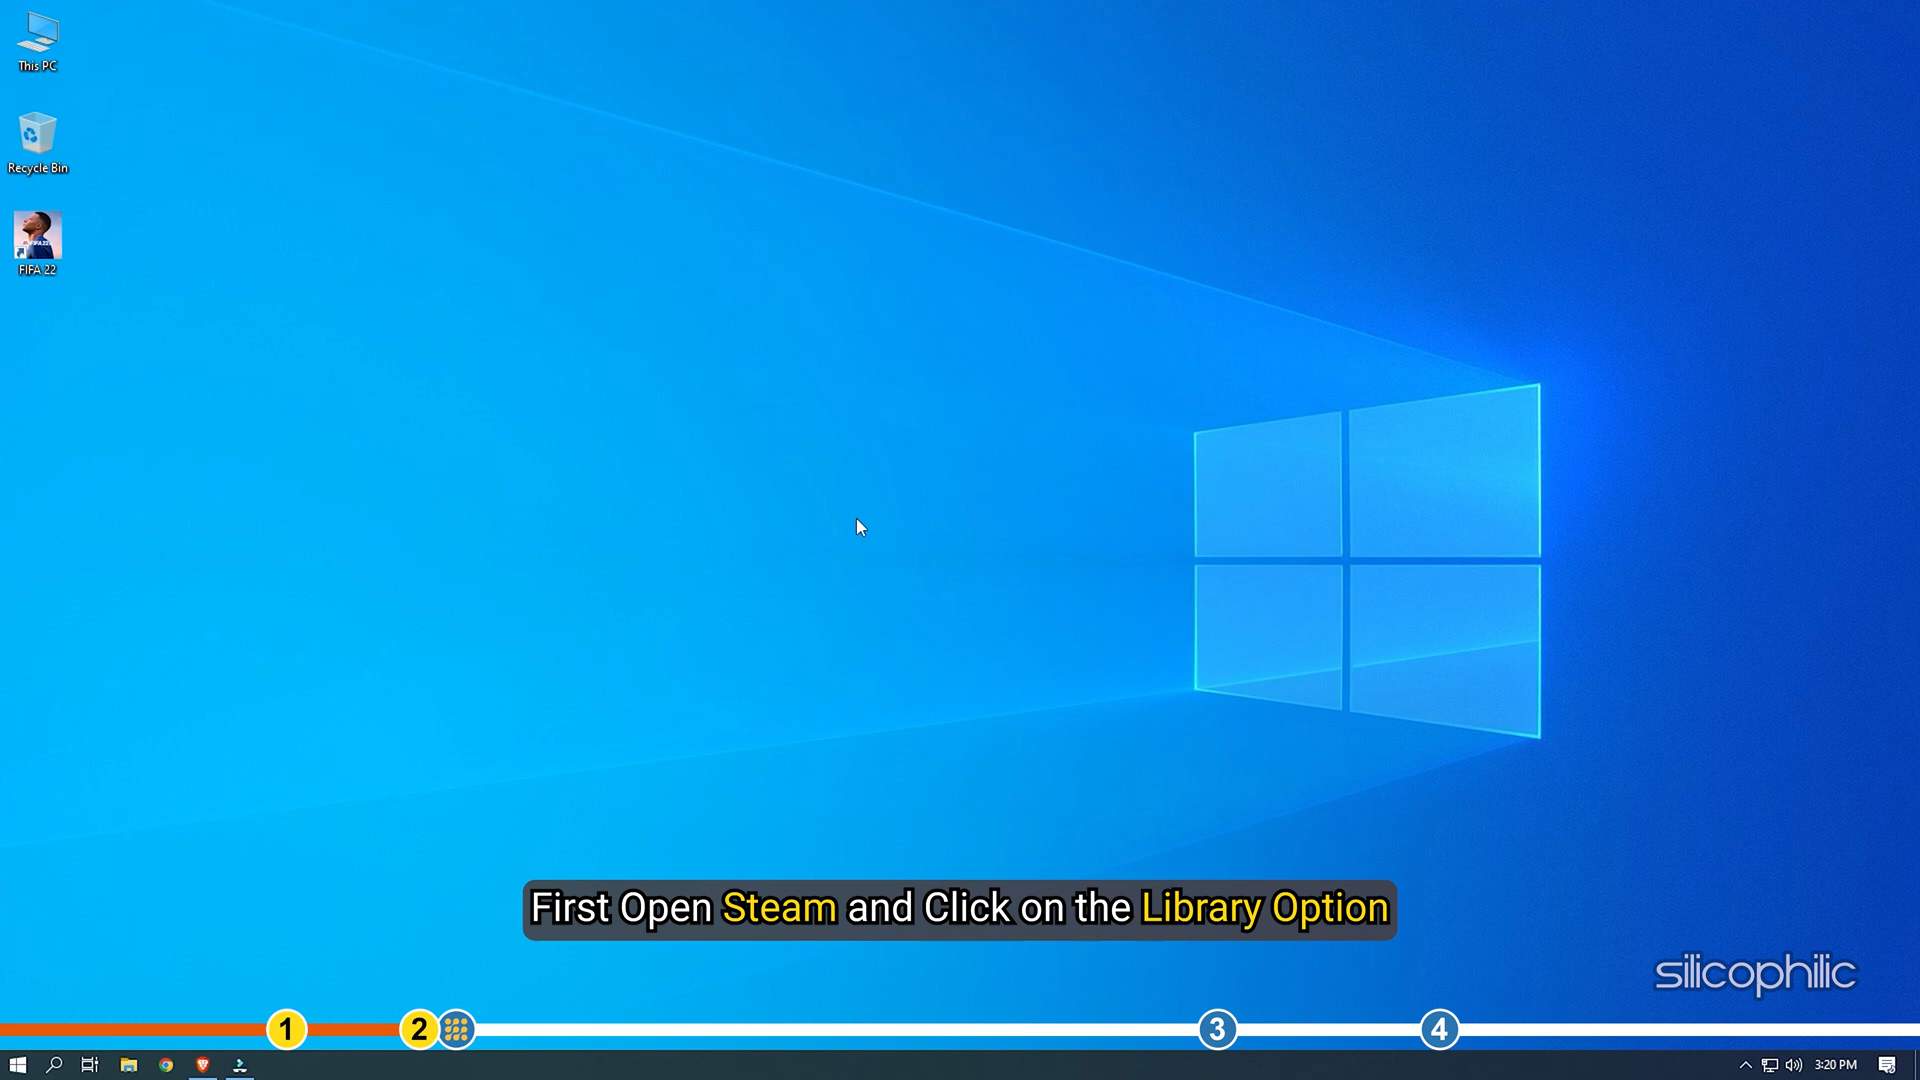 This PC
Recycle Bin
FIFA 22
First Open Steam and Click on the Library Option
silicophilic
1
2
3
4
3:20 PM